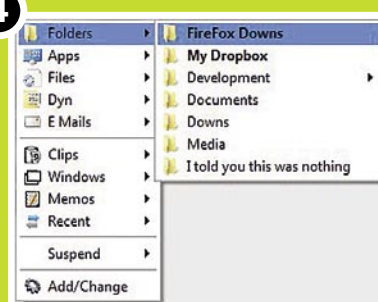 4
Folders
Apps
Files
Dyn
E Mails
Clips
Windows
Memos
Recent
Suspend
Add/Change
FireFox Downs
My Dropbox
Development
Documents
Downs
Media
I told you this was nothing